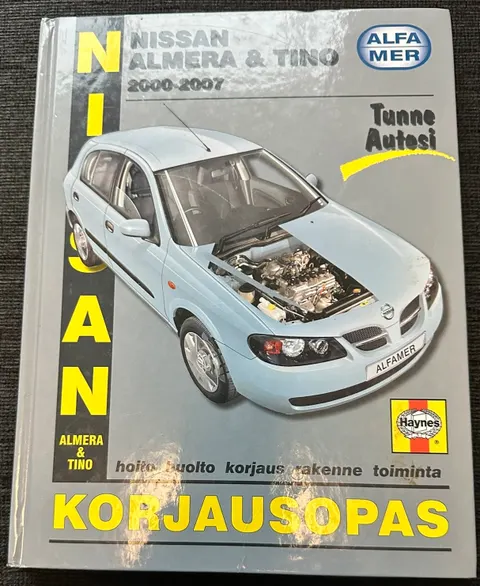 NISSAN
ALMERA & TINO
2000-2007
ALFA
MER
Tunne
Autosi
NISSAN
ALMERA
&
TINO
ALFAMER
Haynes
hoito huolto korjaus rakenne toiminta
KORJAUSOPAS